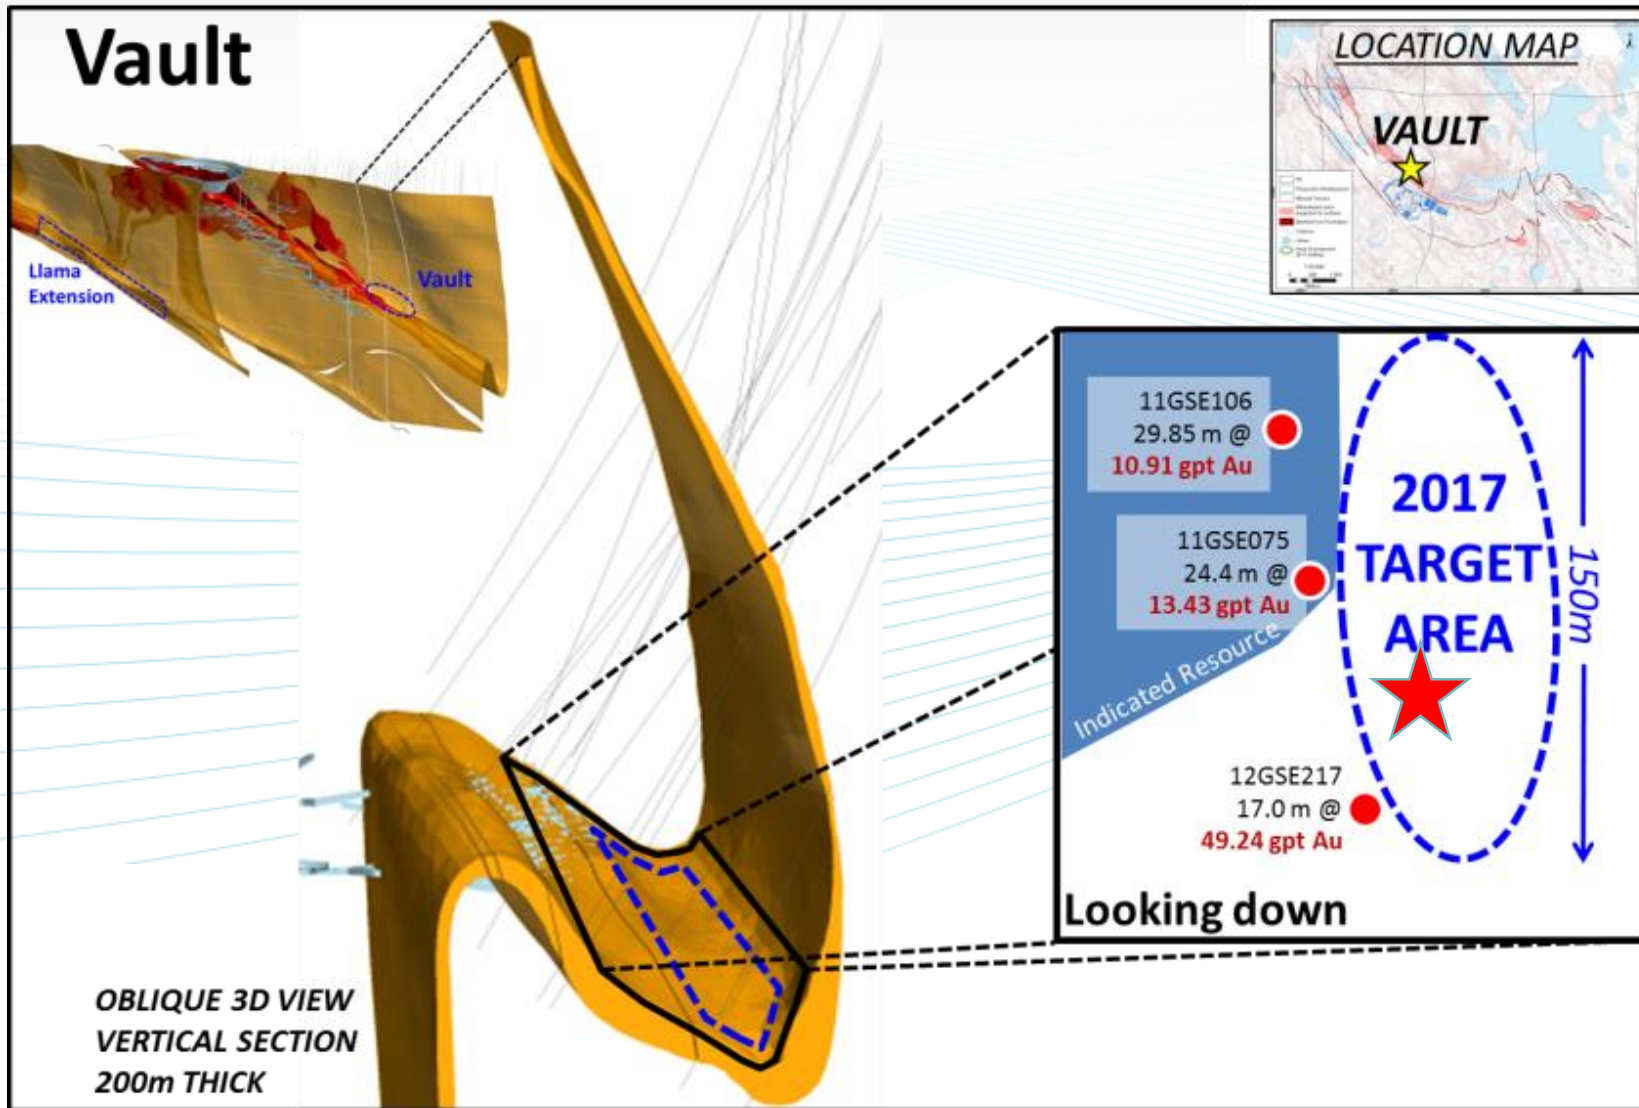 Vault
LOCATION MAP
VAULT
Llama
Extension
Vault
11GSE106
29.85 m @
10.91 gpt Au
11GSE075
24.4 m @
13.43 gpt Au
Indicated Resource
2017
TARGET
AREA
150m
12GSE217
17.0 m @
49.24 gpt Au
Looking down
OBLIQUE 3D VIEW
VERTICAL SECTION
200m THICK